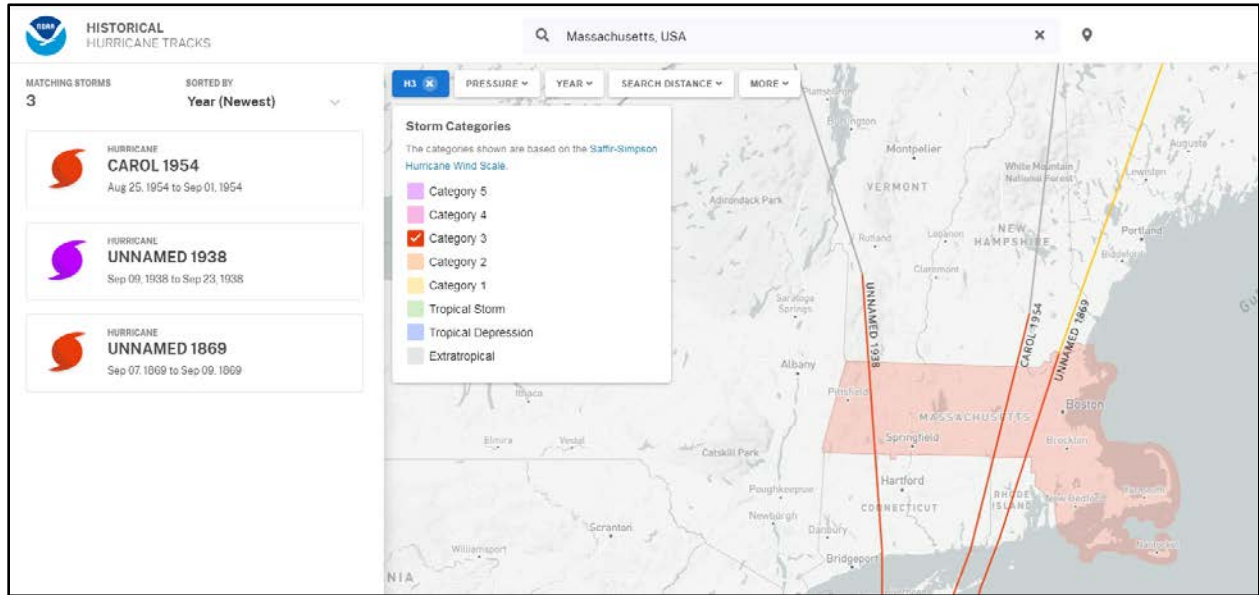 NOAA
HISTORICAL
HURRICANE TRACKS
Massachusetts, USA
MATCHING STORMS
3
SORTED BY
Year (Newest)
HURRICANE
CAROL 1954
Aug 25, 1954 to Sep 01, 1954
HURRICANE
UNNAMED 1938
Sep 09, 1938 to Sep 23, 1938
HURRICANE
UNNAMED 1869
Sep 07, 1869 to Sep 09, 1869
H3
PRESSURE
YEAR
SEARCH DISTANCE
MORE
Storm Categories
The categories shown are based on the Saffir-Simpson
Hurricane Wind Scale.
Category 5
Category 4
Category 3
Category 2
Category 1
Tropical Storm
Tropical Depression
Extratropical
Montpelier
Augusta
White Mountain
National Forest
Lewiston
VERMONT
Adirondack Park
Rutland
Lebanon
NEW
HAMPSHIRE
Portland
Biddeford
Claremont
Saratoga
Springs
UNNAMED 1938
CAROL 1954
UNNAMED 1869
Albany
Pittsfield
MASSACHUSETTS
Boston
Ithaca
Springfield
Brockton
Elmira
Vestal
Catskill Park
Hartford
Poughkeepsie
RHODE
ISLAND
New Bedford
Yarmouth
CONNECTICUT
Newburgh
Danbury
Scranton
Nantucket
Williamsport
Bridgeport
NIA